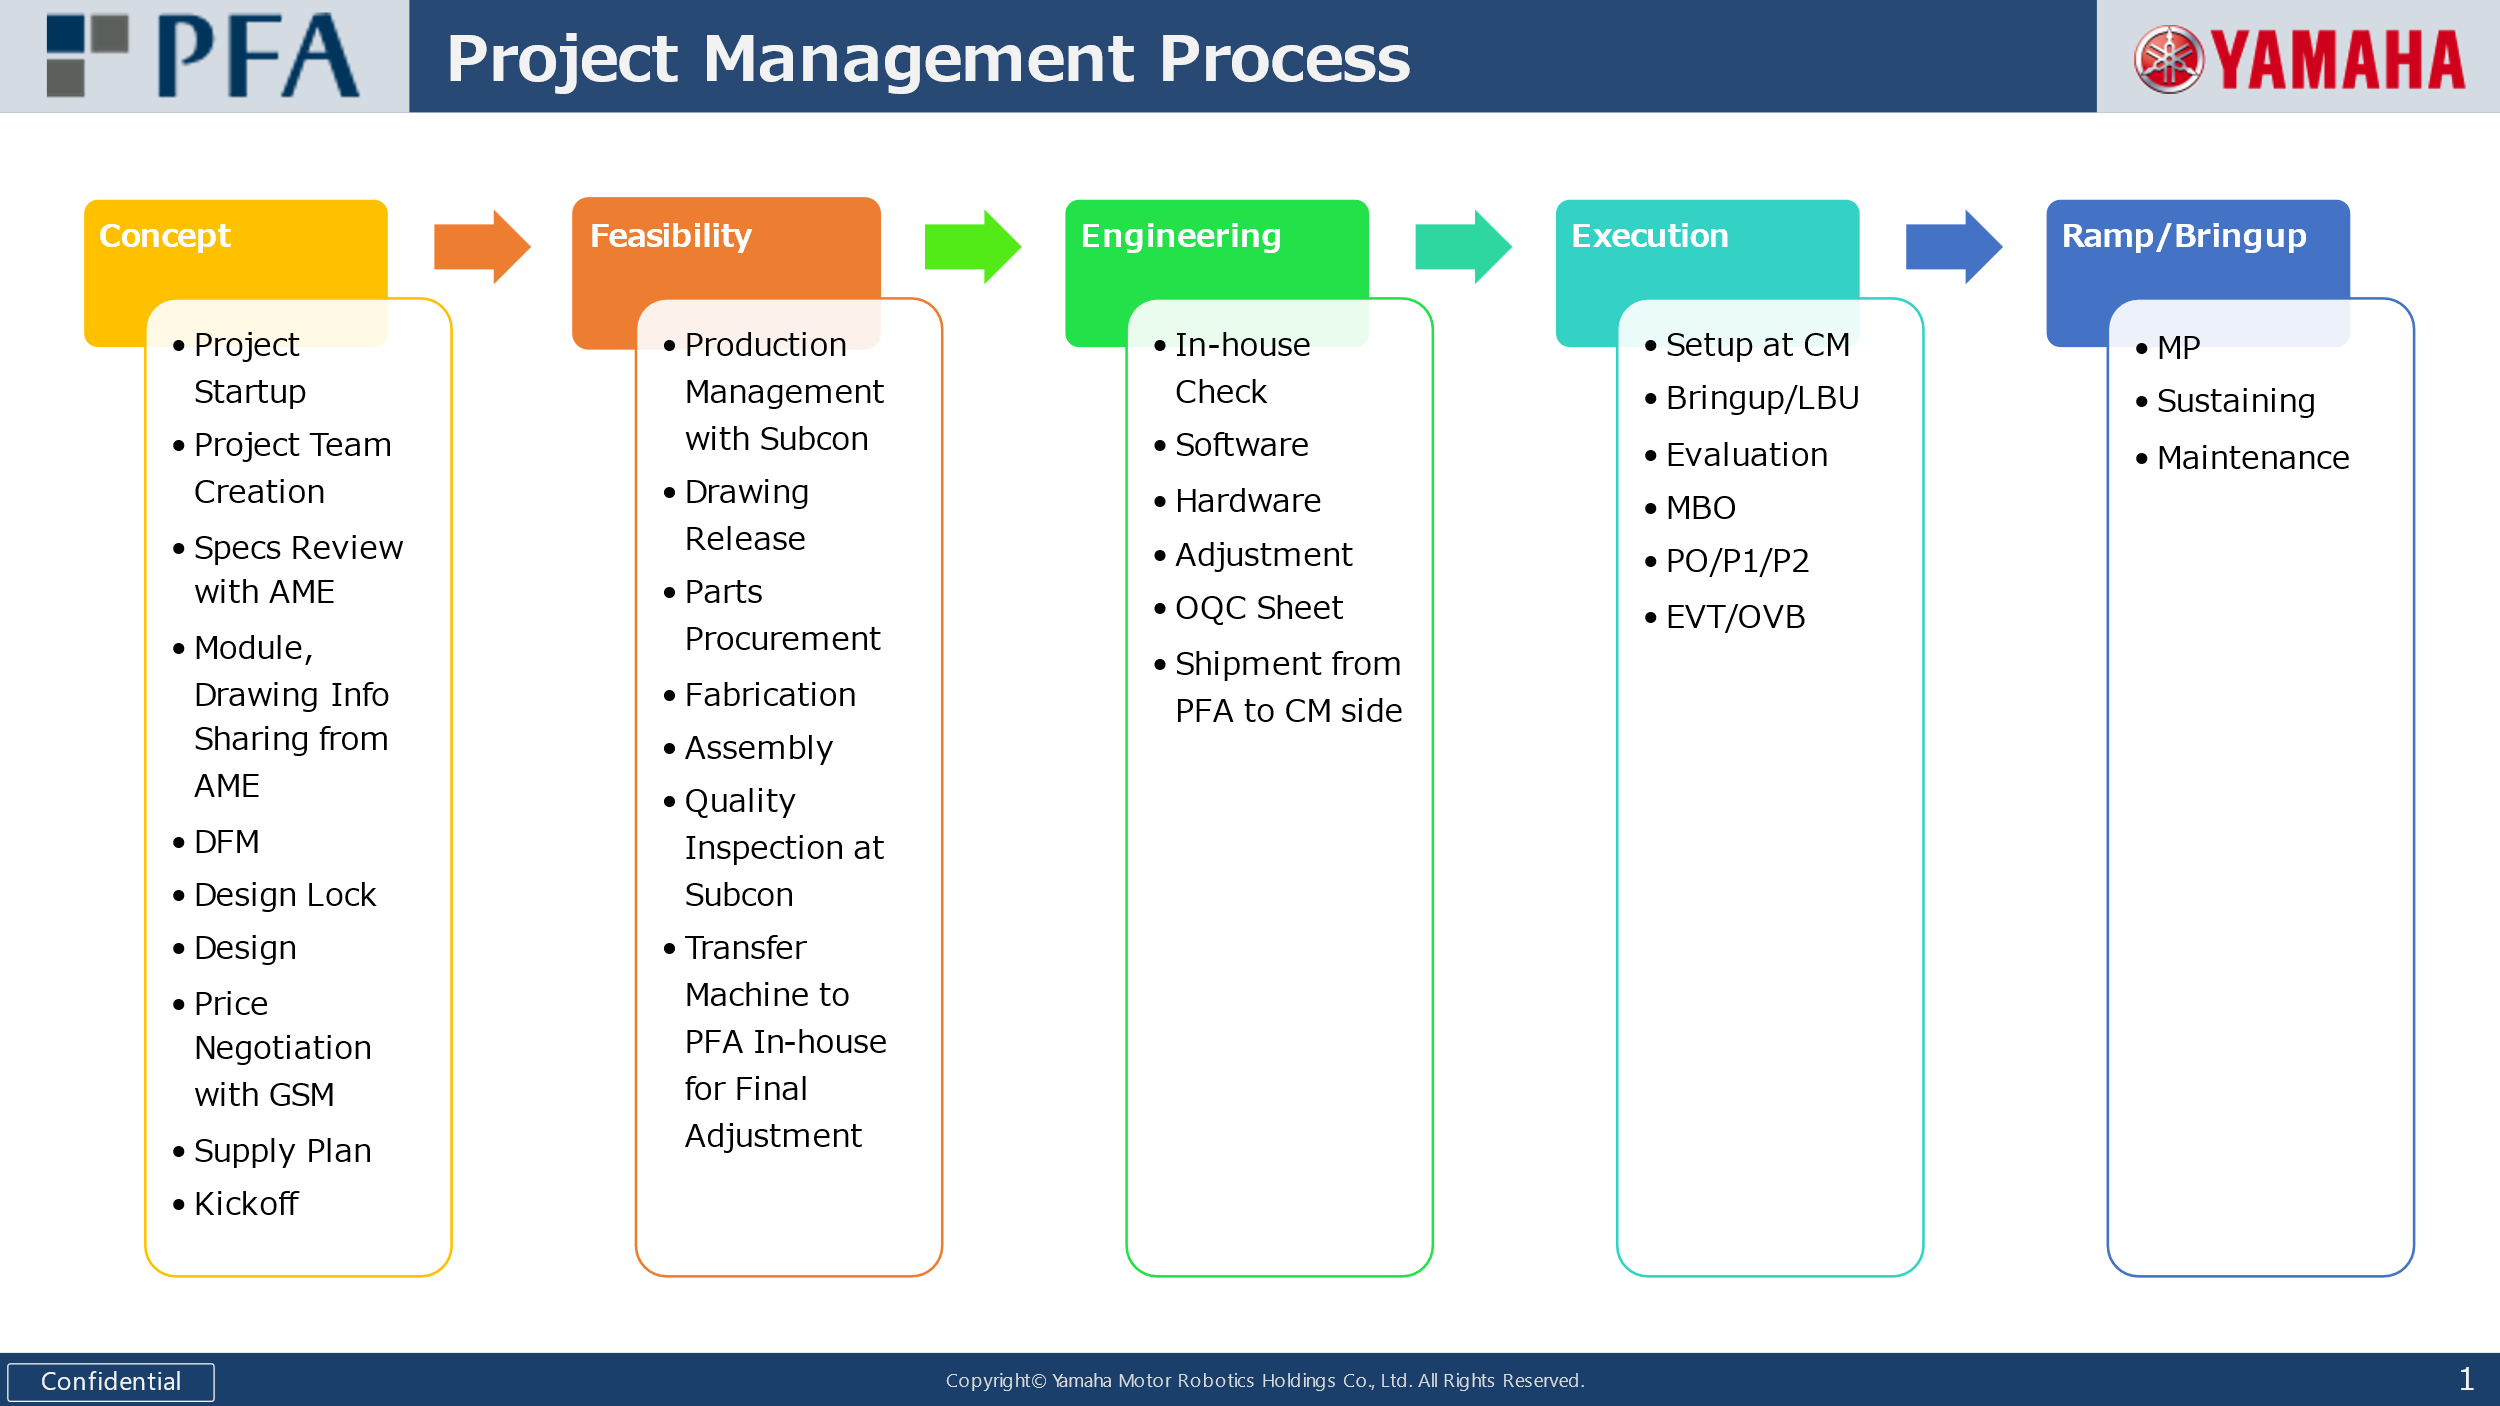 PFA
Project Management Process
YAMAHA
Concept
• Project
Startup
• Project Team
Creation
• Specs Review
with AME
• Module,
Drawing Info
Sharing from
AME
• DFM
• Design Lock
• Design
• Price
Negotiation
with GSM
• Supply Plan
• Kickoff
Feasibility
• Production
Management
with Subcon
• Drawing
Release
• Parts
Procurement
• Fabrication
• Assembly
• Quality
Inspection at
Subcon
• Transfer
Machine to
PFA In-house
for Final
Adjustment
Engineering
• In-house
Check
• Software
• Hardware
• Adjustment
• OQC Sheet
• Shipment from
PFA to CM side
Execution
• Setup at CM
• Bringup/LBU
• Evaluation
• MBO
• PO/P1/P2
• EVT/OVB
Ramp/Bringup
• MP
• Sustaining
• Maintenance
Confidential
Copyright© Yamaha Motor Robotics Holdings Co., Ltd. All Rights Reserved.
1